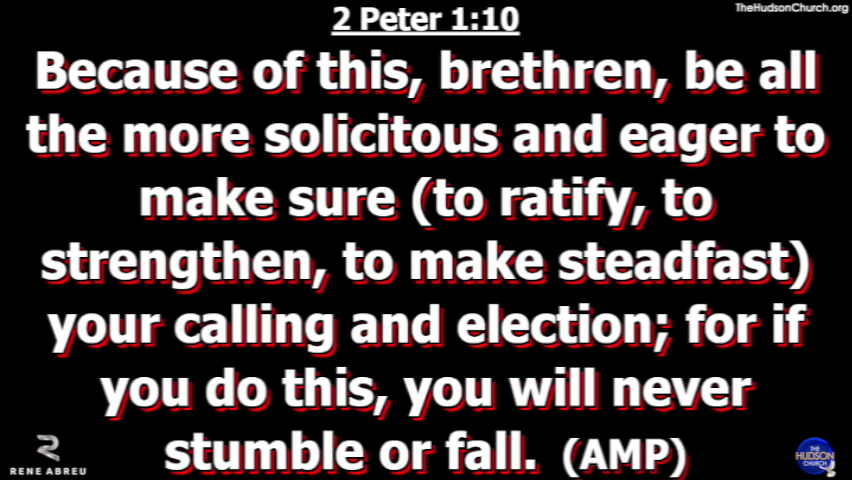 TheHudsonChurch.org
2 Peter 1:10
Because of this, brethren, be all
the more solicitous and eager to
make sure (to ratify, to
strengthen, to make steadfast)
your calling and election; for if
you do this, you will never
stumble or fall. (AMP)
RENE ABREU
THE
HUDSON
CHURCH